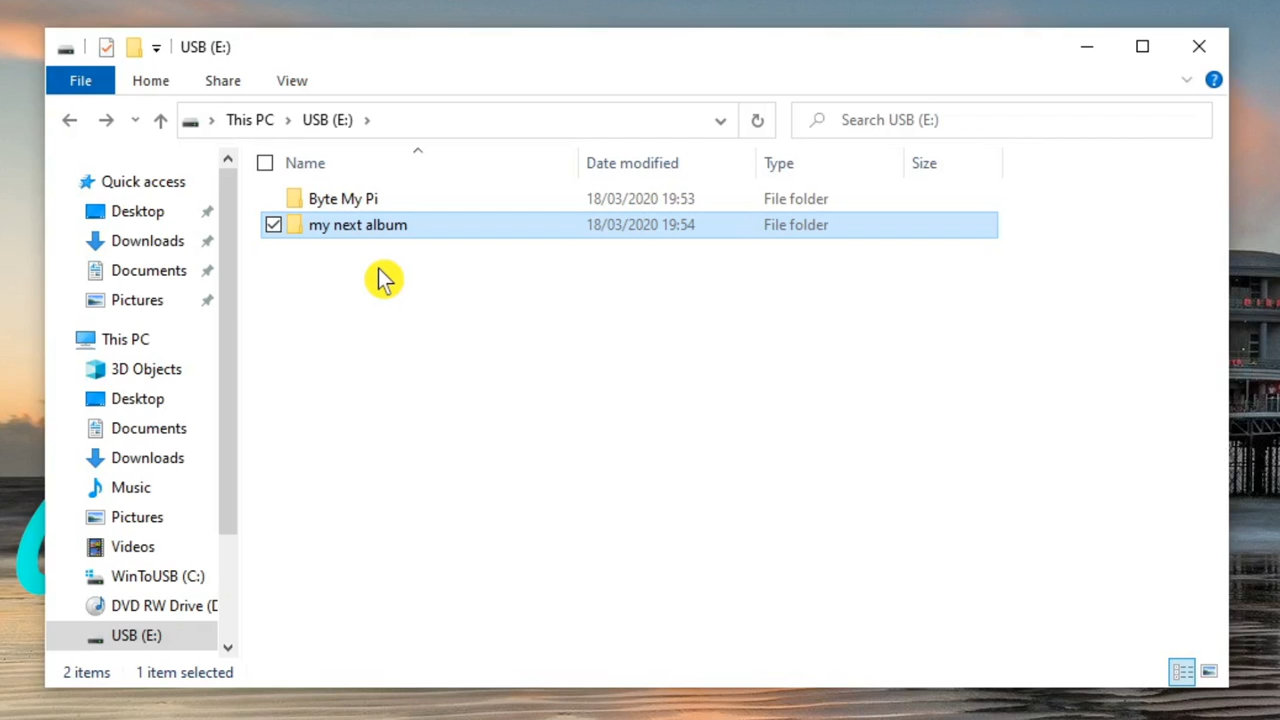 USB (E:)
File Home Share View
This PC USB (E:) Search USB (E:)
Name Date modified Type Size
Byte My Pi 18/03/2020 19:53 File folder
my next album 18/03/2020 19:54 File folder
Quick access
Desktop
Downloads
Documents
Pictures
This PC
3D Objects
Desktop
Documents
Downloads
Music
Pictures
Videos
WinToUSB (C:)
DVD RW Drive (D
USB (E:)
2 items 1 item selected